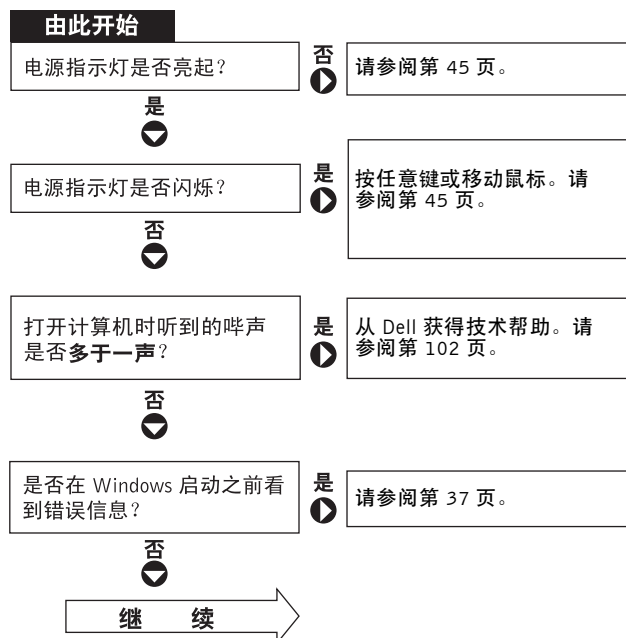 由此开始
电源指示灯是否亮起?
否
请参阅第 45 页。
是
电源指示灯是否闪烁?
是
按任意键或移动鼠标。请
参阅第 45 页。
否
打开计算机时听到的哔声
是否多于一声?
是
从 Dell 获得技术帮助。请
参阅第 102 页。
否
是否在 Windows 启动之前看
到错误信息?
是
请参阅第 37 页。
否
继 续